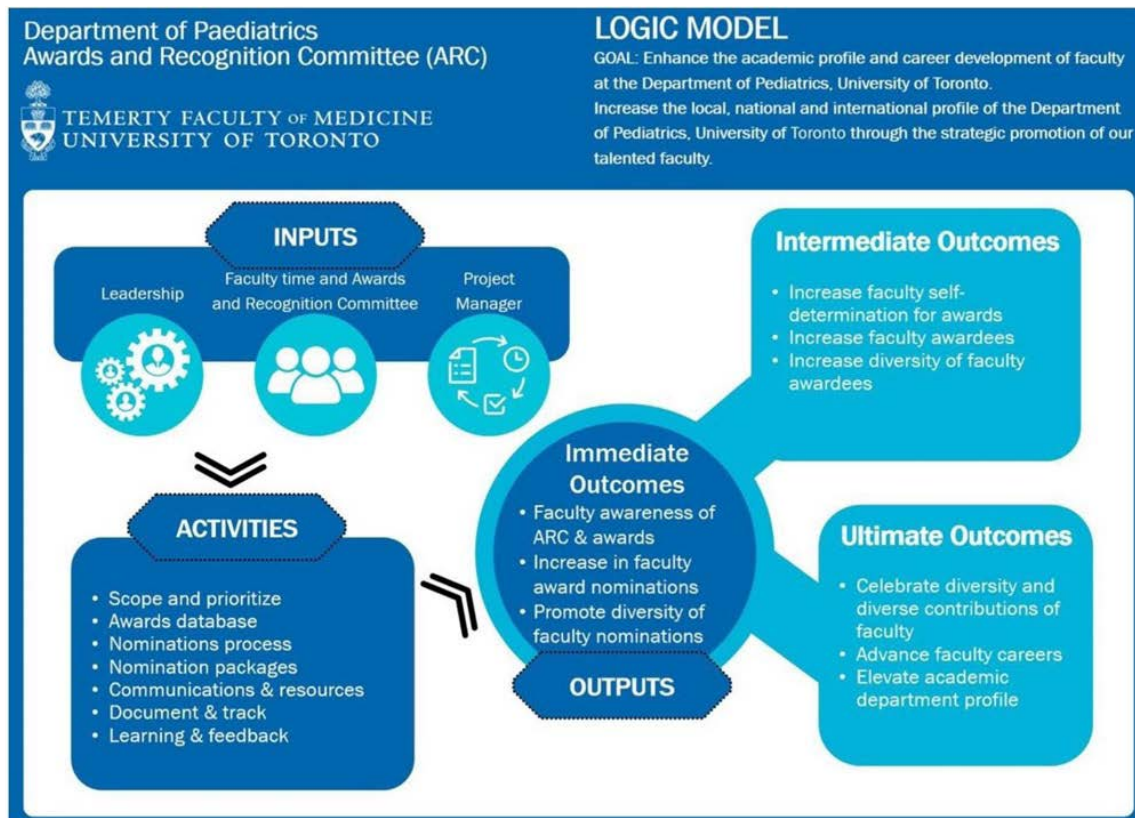 Department of Paediatrics
Awards and Recognition Committee (ARC)
TEMERTY FACULTY OF MEDICINE
UNIVERSITY OF TORONTO
LOGIC MODEL
GOAL: Enhance the academic profile and career development of faculty
at the Department of Pediatrics, University of Toronto.
Increase the local, national and international profile of the Department
of Pediatrics, University of Toronto through the strategic promotion of our
talented faculty.
INPUTS
Leadership
Faculty time and Awards
and Recognition Committee
Project
Manager
ACTIVITIES
• Scope and prioritize
• Awards database
• Nominations process
• Nomination packages
• Communications & resources
• Document & track
• Learning & feedback
Immediate
Outcomes
• Faculty awareness of
ARC & awards
• Increase in faculty
award nominations
• Promote diversity of
faculty nominations
OUTPUTS
Intermediate Outcomes
• Increase faculty self-
determination for awards
• Increase faculty awardees
• Increase diversity of faculty
awardees
Ultimate Outcomes
• Celebrate diversity and
diverse contributions of
faculty
• Advance faculty careers
• Elevate academic
department profile